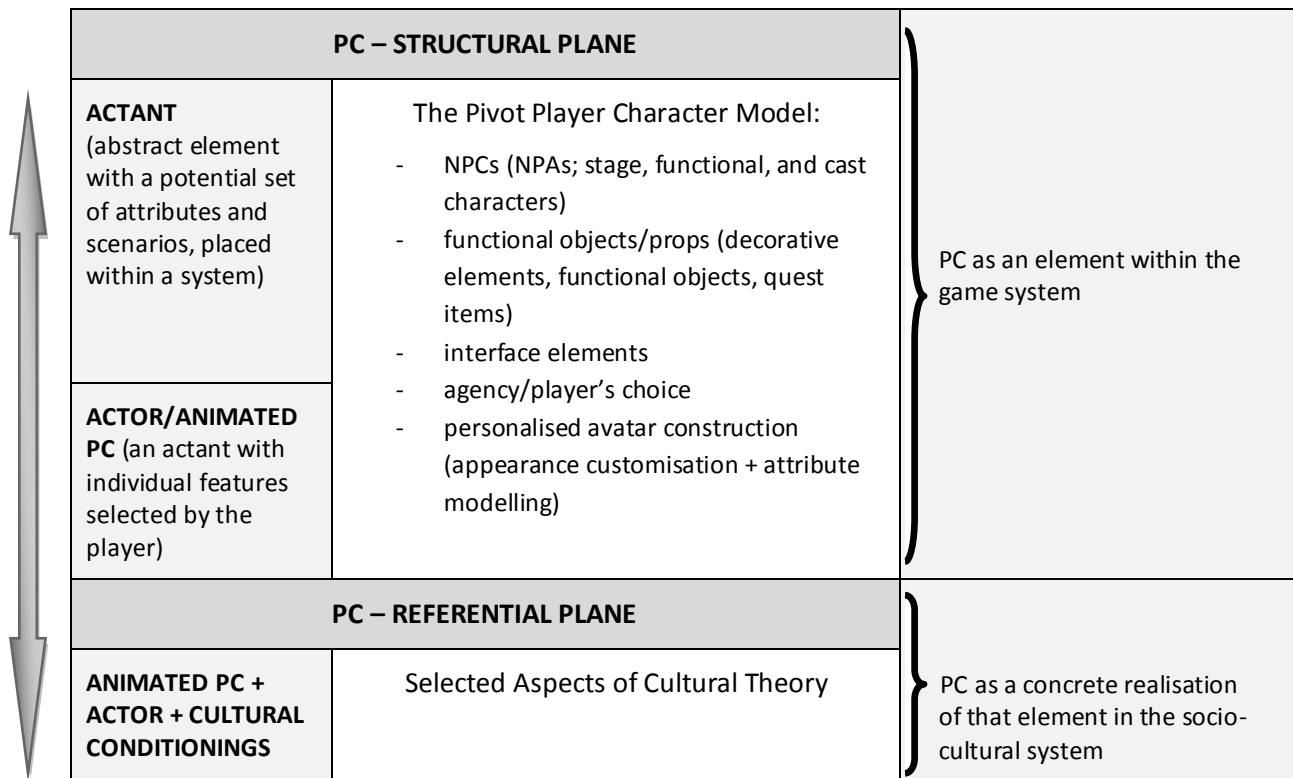 PC – STRUCTURAL PLANE
ACTANT
(abstract element
with a potential set
of attributes and
scenarios, placed
within a system)
ACTOR/ANIMATED
PC (an actant with
individual features
selected by the
player)
The Pivot Player Character Model:
- NPCs (NPAs; stage, functional, and cast
characters)
- functional objects/props (decorative
elements, functional objects, quest
items)
- interface elements
- agency/player’s choice
- personalised avatar construction
(appearance customisation + attribute
modelling)
PC as an element within the
game system
PC – REFERENTIAL PLANE
ANIMATED PC +
ACTOR + CULTURAL
CONDITIONINGS
Selected Aspects of Cultural Theory
PC as a concrete realisation
of that element in the socio-
cultural system